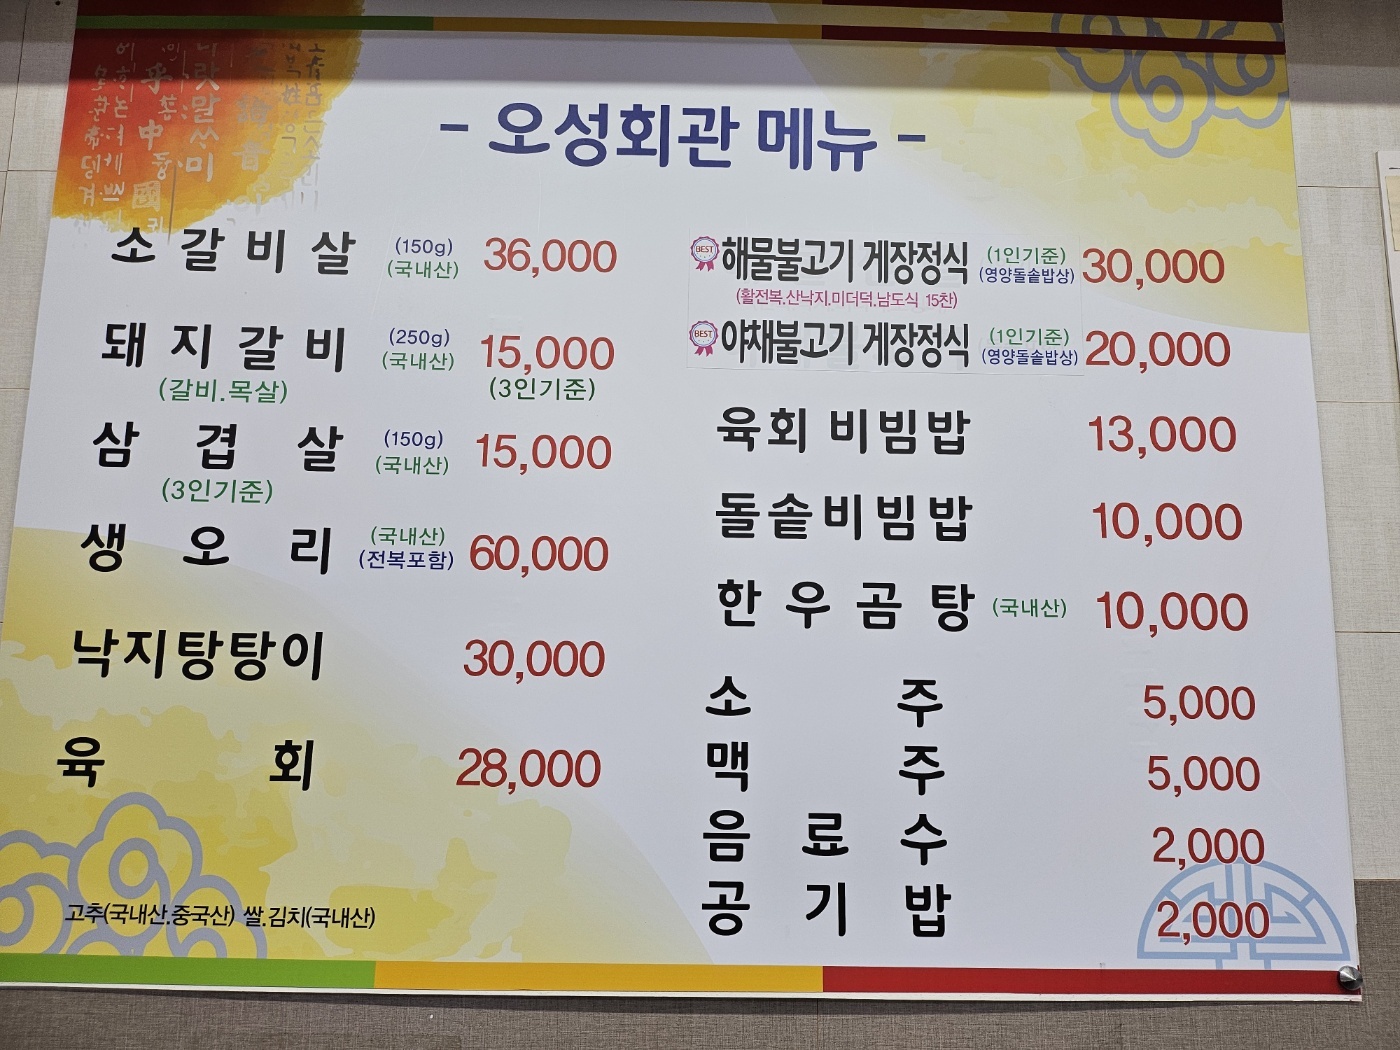 - 오성회관 메뉴 -
소갈비살 (150g) (국내산) 36,000
돼지갈비 (250g) (국내산) 15,000
(갈비.목살) (3인기준)
삼겹살 (150g) (국내산) 15,000
(3인기준)
생오리 (국내산) (전복포함) 60,000
낙지탕탕이 30,000
육회 28,000
고추(국내산.중국산) 쌀.김치(국내산)
BEST 해물불고기 게장정식 (1인기준) (영양돌솥밥상) 30,000
(활전복.산낙지.미더덕.남도식 15찬)
BEST 야채불고기 게장정식 (1인기준) (영양돌솥밥상) 20,000
육회비빔밥 13,000
돌솥비빔밥 10,000
한우곰탕 (국내산) 10,000
소주 5,000
맥주 5,000
음료수 2,000
공기밥 2,000